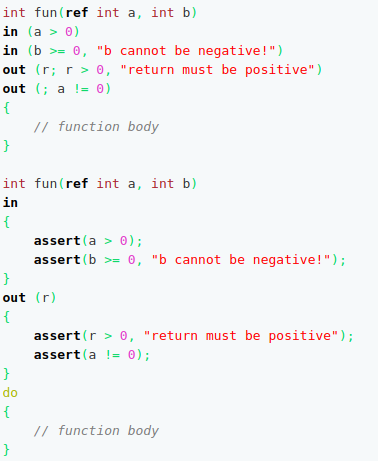 int fun(ref int a, int b)
in (a > 0)
in (b >= 0, "b cannot be negative!")
out (r; r > 0, "return must be positive")
out (; a != 0)
{
    // function body
}

int fun(ref int a, int b)
in
{
    assert(a > 0);
    assert(b >= 0, "b cannot be negative!");
}
out (r)
{
    assert(r > 0, "return must be positive");
    assert(a != 0);
}
do
{
    // function body
}